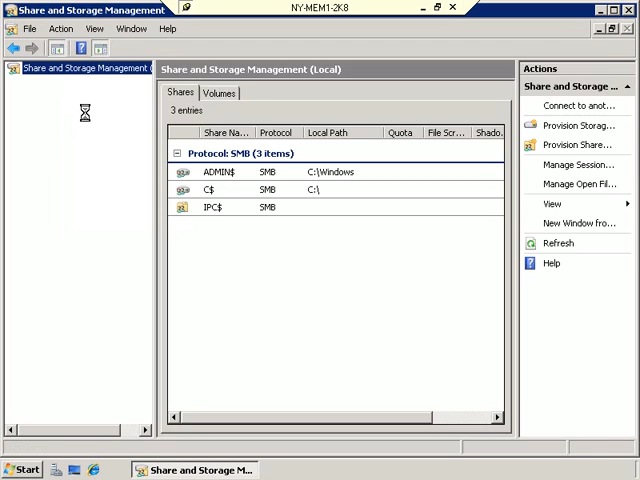 Share and Storage Management
NY-MEM1-2K8
File Action View Window Help
Share and Storage Management (
Share and Storage Management (Local)
Shares Volumes
3 entries
Share Na... Protocol Local Path Quota File Scr... Shado.
Protocol: SMB (3 items)
ADMIN$ SMB C:\Windows
C$ SMB C:\
IPC$ SMB
Actions
Share and Storage ...
Connect to anot...
Provision Storag...
Provision Share...
Manage Session...
Manage Open Fil...
View
New Window fro...
Refresh
Help
Start
Share and Storage M...